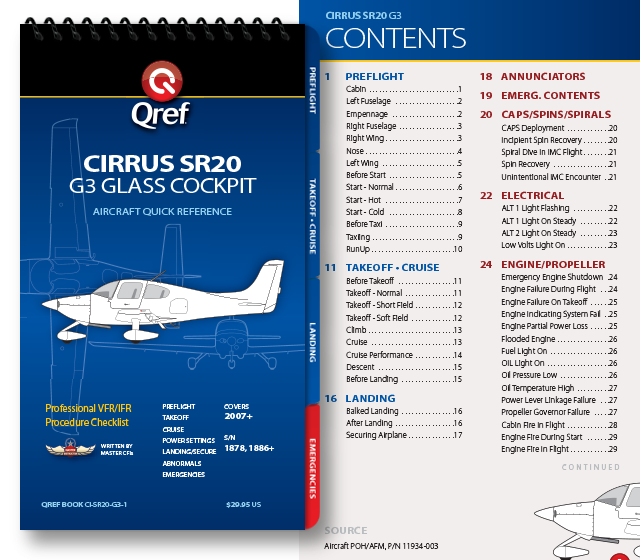 Qref
CIRRUS SR20
G3 GLASS COCKPIT
AIRCRAFT QUICK REFERENCE
Professional VFR/IFR
Procedure Checklist
WRITTEN BY
MASTER CFIs
PREFLIGHT
TAKEOFF
CRUISE
POWER SETTINGS
LANDING/SECURE
ABNORMALS
EMERGENCIES
COVERS
2007+
S/N
1878, 1886+
QREF BOOK CI-SR20-G3-1
$29.95 US
PREFLIGHT
TAKEOFF • CRUISE
LANDING
EMERGENCIES
CIRRUS SR20 G3
CONTENTS
1 PREFLIGHT
Cabin .1
Left Fuselage .2
Empennage .2
Right Fuselage .3
Right Wing .3
Nose .4
Left Wing .5
Before Start .5
Start - Normal .6
Start - Hot .7
Start - Cold .8
Before Taxi .9
Taxiing .9
RunUp .10
11 TAKEOFF • CRUISE
Before Takeoff .11
Takeoff - Normal .11
Takeoff - Short Field .12
Takeoff - Soft Field .12
Climb .13
Cruise .13
Cruise Performance .14
Descent .15
Before Landing .15
16 LANDING
Balked Landing .16
After Landing .16
Securing Airplane .17
18 ANNUNCIATORS
19 EMERG. CONTENTS
20 CAPS/SPINS/SPIRALS
CAPS Deployment .20
Incipient Spin Recovery .20
Spiral Dive in IMC Flight .21
Spin Recovery .21
Unintentional IMC Encounter .21
22 ELECTRICAL
ALT 1 Light Flashing .22
ALT 1 Light On Steady .22
ALT 2 Light On Steady .23
Low Volts Light On .23
24 ENGINE/PROPELLER
Emergency Engine Shutdown .24
Engine Failure During Flight .24
Engine Failure On Takeoff .25
Engine Indicating System Fail .25
Engine Partial Power Loss .25
Flooded Engine .26
Fuel Light On .26
OIL Light On .26
Oil Pressure Low .26
Oil Temperature High .27
Power Lever Linkage Failure .27
Propeller Governor Failure .27
Cabin Fire in Flight .28
Engine Fire During Start .29
Engine Fire in Flight .29
CONTINUED
SOURCE
Aircraft POH/AFM, P/N 11934-003